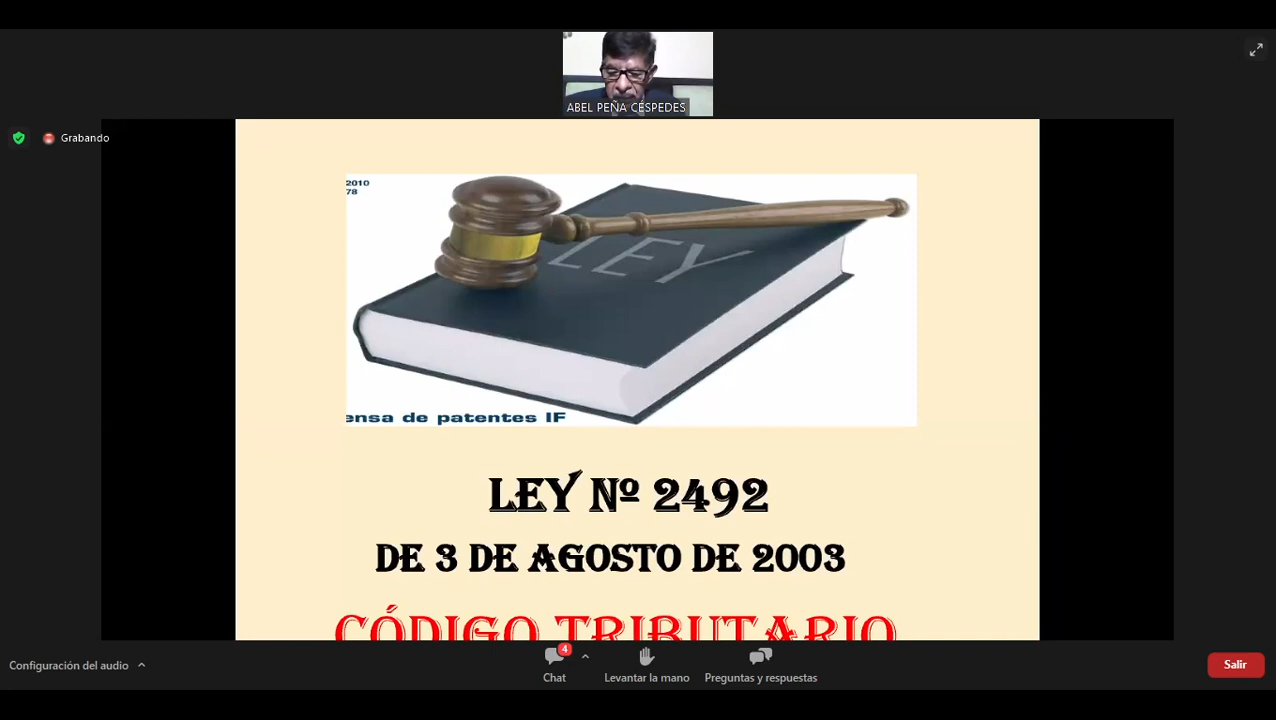 ABEL PEÑA CÉSPEDES
Grabando
2010
78
LEY
ensa de patentes IF
LEY Nº 2492
DE 3 DE AGOSTO DE 2003
CÓDIGO TRIBUTARIO
Configuración del audio
4
Chat
Levantar la mano
Preguntas y respuestas
Salir